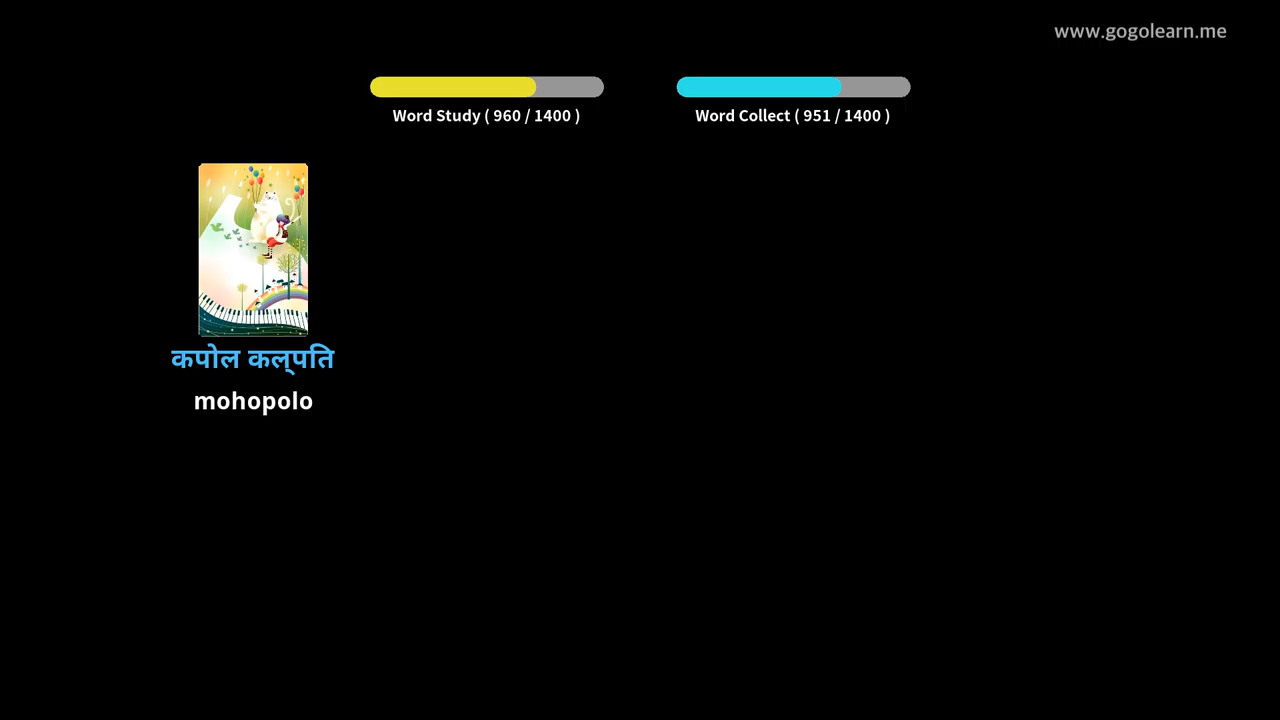 www.gogolearn.me
Word Study ( 960 / 1400 )
Word Collect ( 951 / 1400 )
कपोल कल्पति
mohopolo